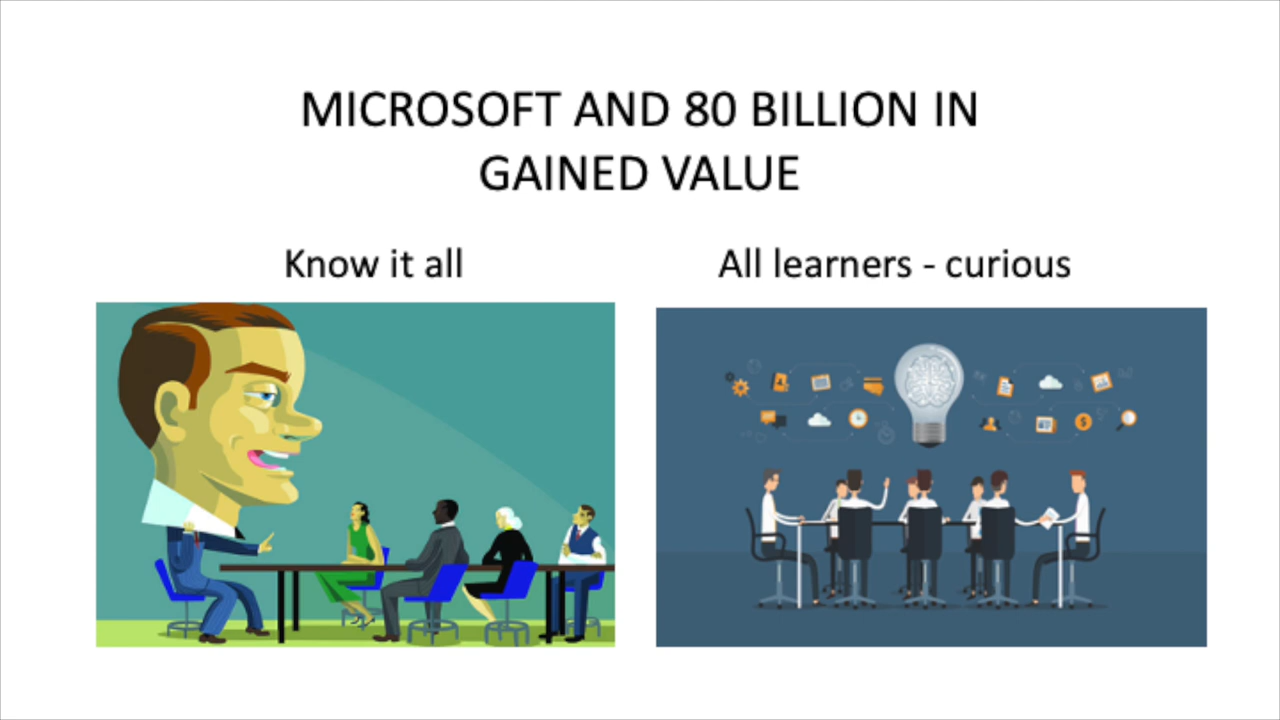 MICROSOFT AND 80 BILLION IN
GAINED VALUE
Know it all
All learners - curious